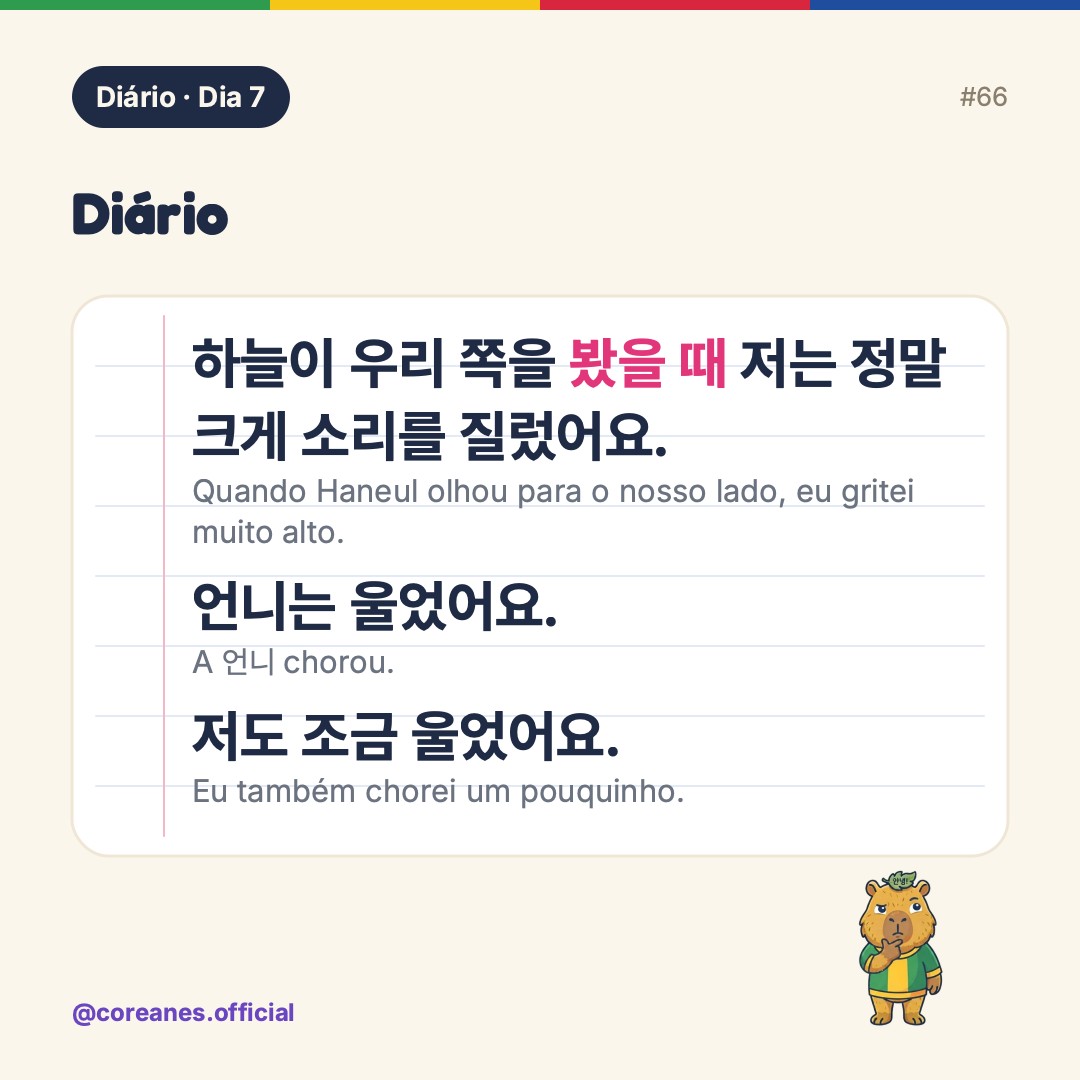 Diário · Dia 7
#66
Diário
하늘이 우리 쪽을 봤을 때 저는 정말
크게 소리를 질렀어요.
Quando Haneul olhou para o nosso lado, eu gritei
muito alto.
언니는 울었어요.
A 언니 chorou.
저도 조금 울었어요.
Eu também chorei um pouquinho.
안녕!
@coreanes.official